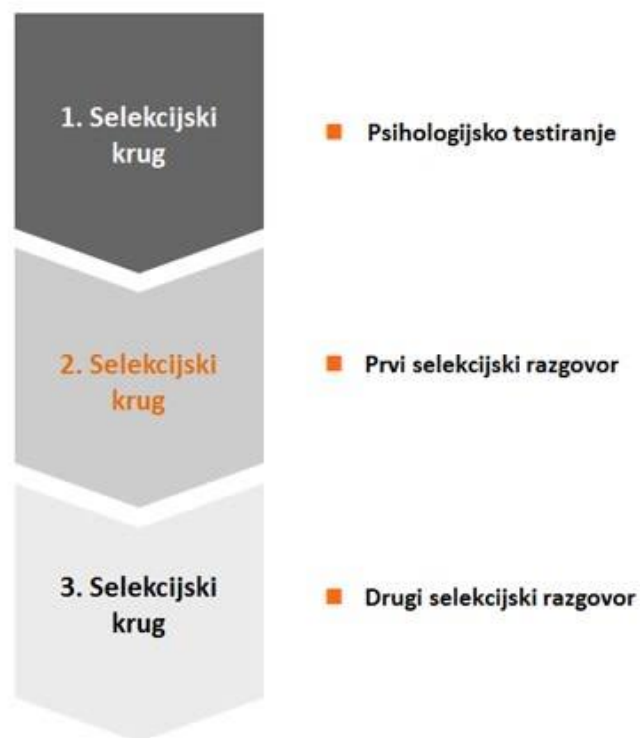 1. Selekcijski
krug
Psihologijsko testiranje
2. Selekcijski
krug
Prvi selekcijski razgovor
3. Selekcijski
krug
Drugi selekcijski razgovor